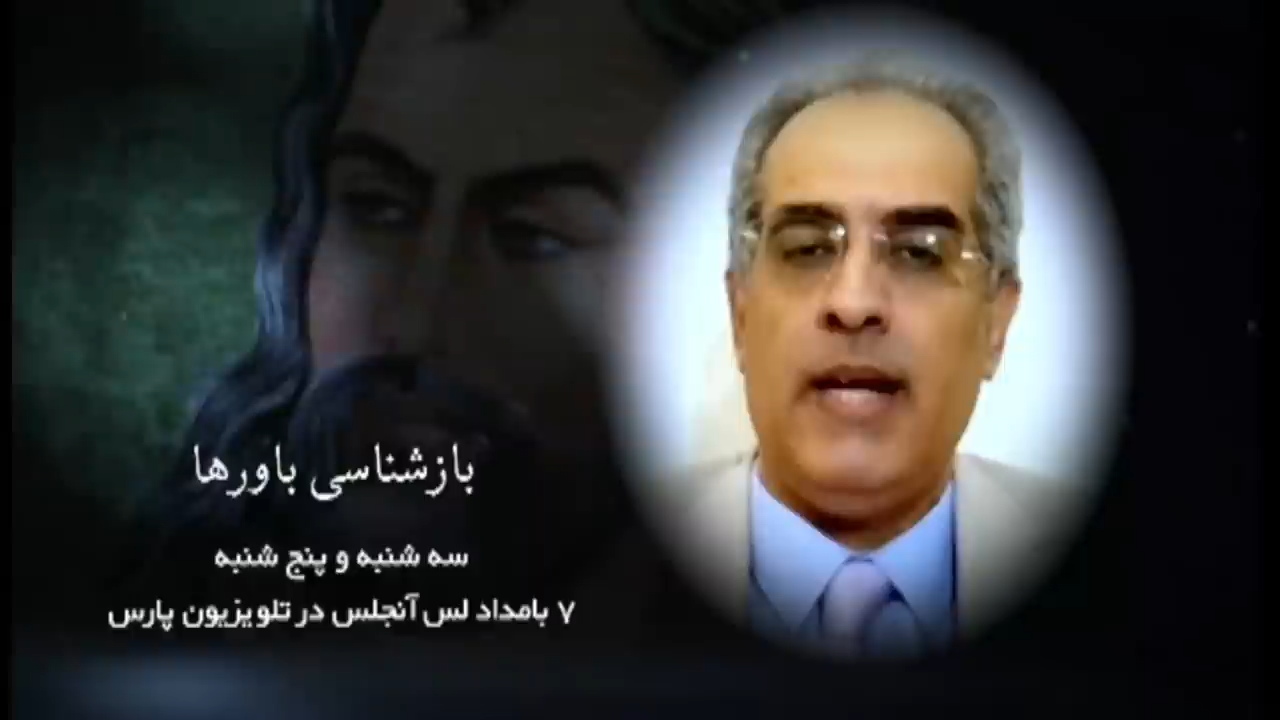 بازشناسی باورها
سه شنبه و پنج شنبه
۷ بامداد لس آنجلس در تلویزیون پارس